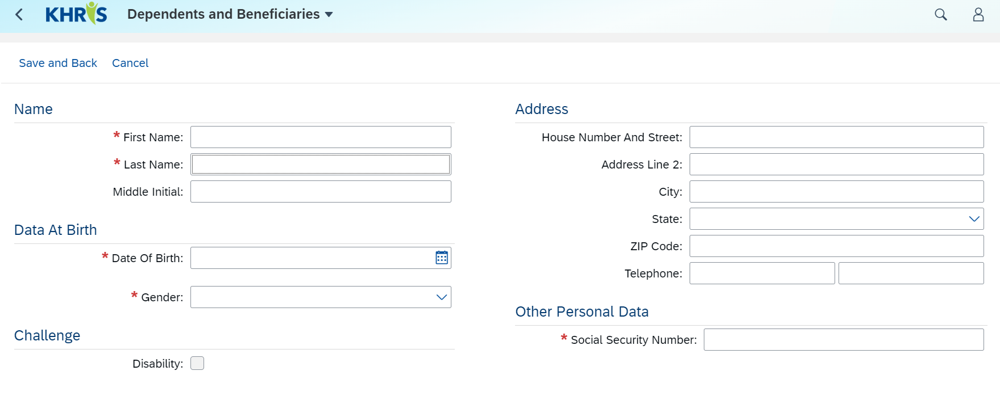 KHRIS
Dependents and Beneficiaries
Save and Back Cancel
Name
* First Name:
* Last Name:
Middle Initial:
Data At Birth
* Date Of Birth:
* Gender:
Challenge
Disability:
Address
House Number And Street:
Address Line 2:
City:
State:
ZIP Code:
Telephone:
Other Personal Data
* Social Security Number: